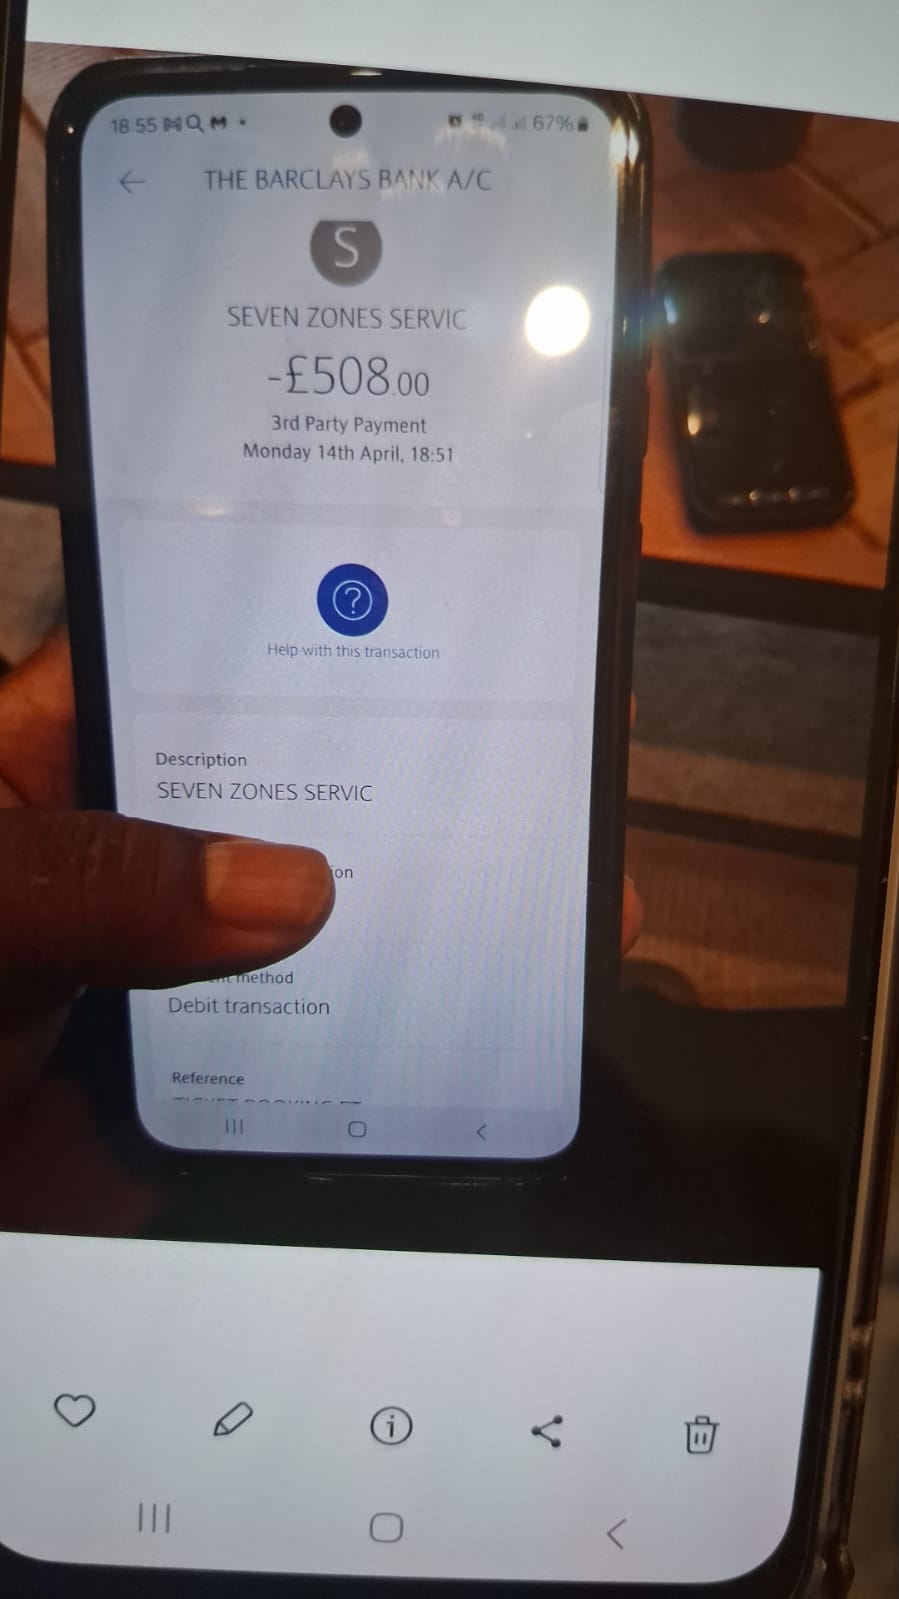 18:55
67%
THE BARCLAYS BANK A/C
S
SEVEN ZONES SERVIC
-£508.00
3rd Party Payment
Monday 14th April, 18:51
?
Help with this transaction
Description
SEVEN ZONES SERVIC
method
Debit transaction
Reference